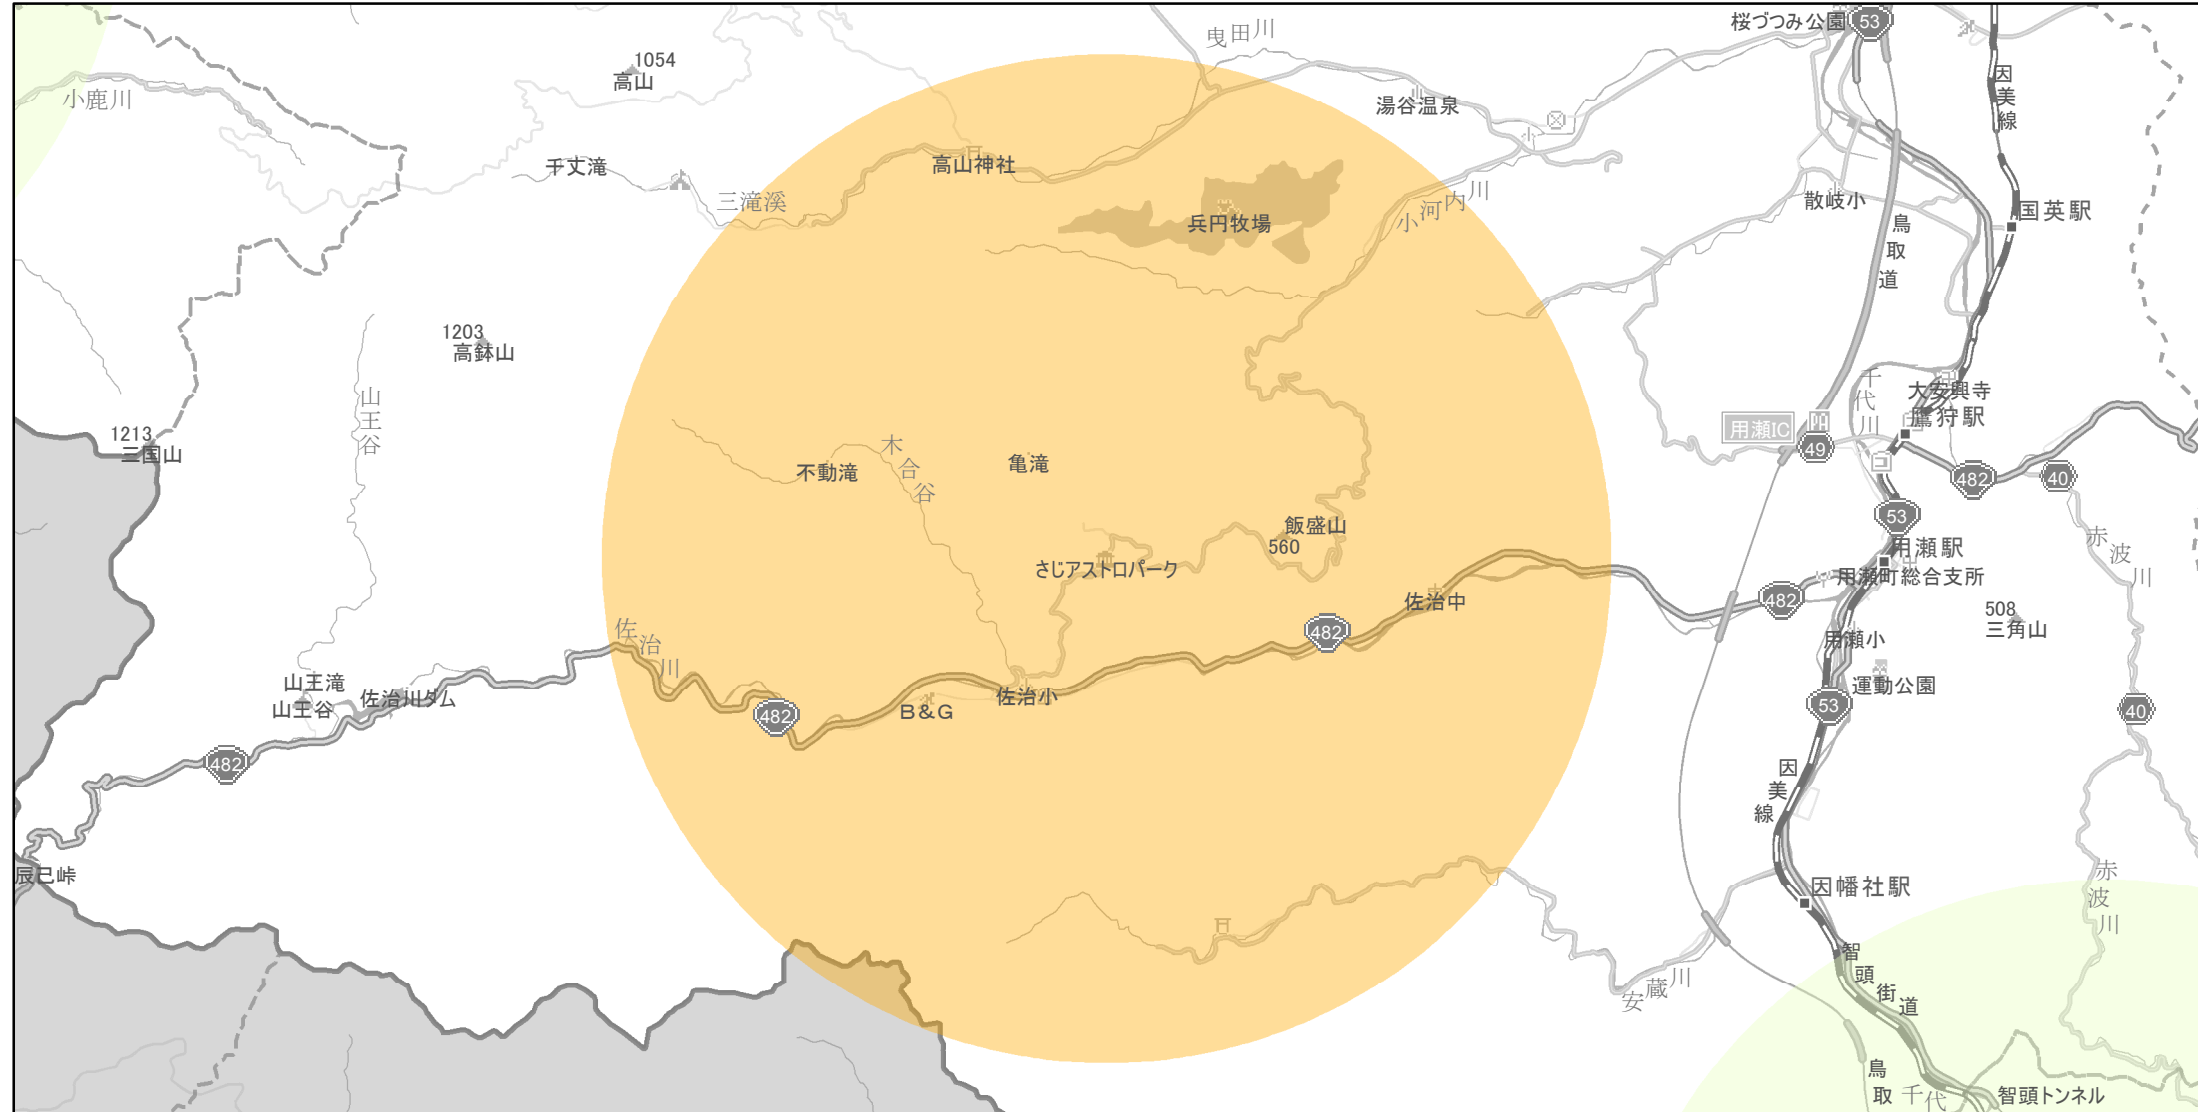 曳田川
桜づつみ公園
53
1054
高山
小鹿川
湯谷温泉
因美線
千丈滝
高山神社
三滝渓
小河内川
兵円牧場
散岐小
国英駅
鳥取道
1203
高鉢山
山王谷
千代川
大安興寺
鷹狩駅
用瀬IC
49
482
40
1213
三国山
木合谷
不動滝
亀滝
53
赤波川
飯盛山
560
さじアストロパーク
用瀬駅
用瀬町総合支所
482
佐治中
508
三角山
佐治川
482
用瀬小
山王滝
山王谷
佐治川ダム
佐治小
B&G
482
運動公園
53
40
482
因美線
辰巳峠
因幡社駅
赤波川
智頭街道
安蔵川
鳥取
千代
智頭トンネル